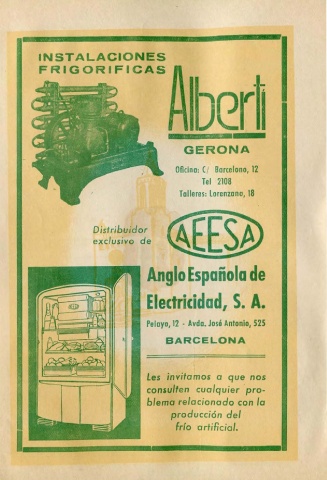 INSTALACIONES
FRIGORIFICAS
Alberti
GERONA
Oficina: C/ Barcelona, 12
Tel 2108
Talleres: Lorenzana, 18
Distribuidor
exclusivo de
AEESA
Anglo Española de
Electricidad, S. A.
Pelayo, 12 - Avda. José Antonio, 525
BARCELONA
Les invitamos a que nos
consulten cualquier pro-
blema relacionado con la
producción del
frío artificial.